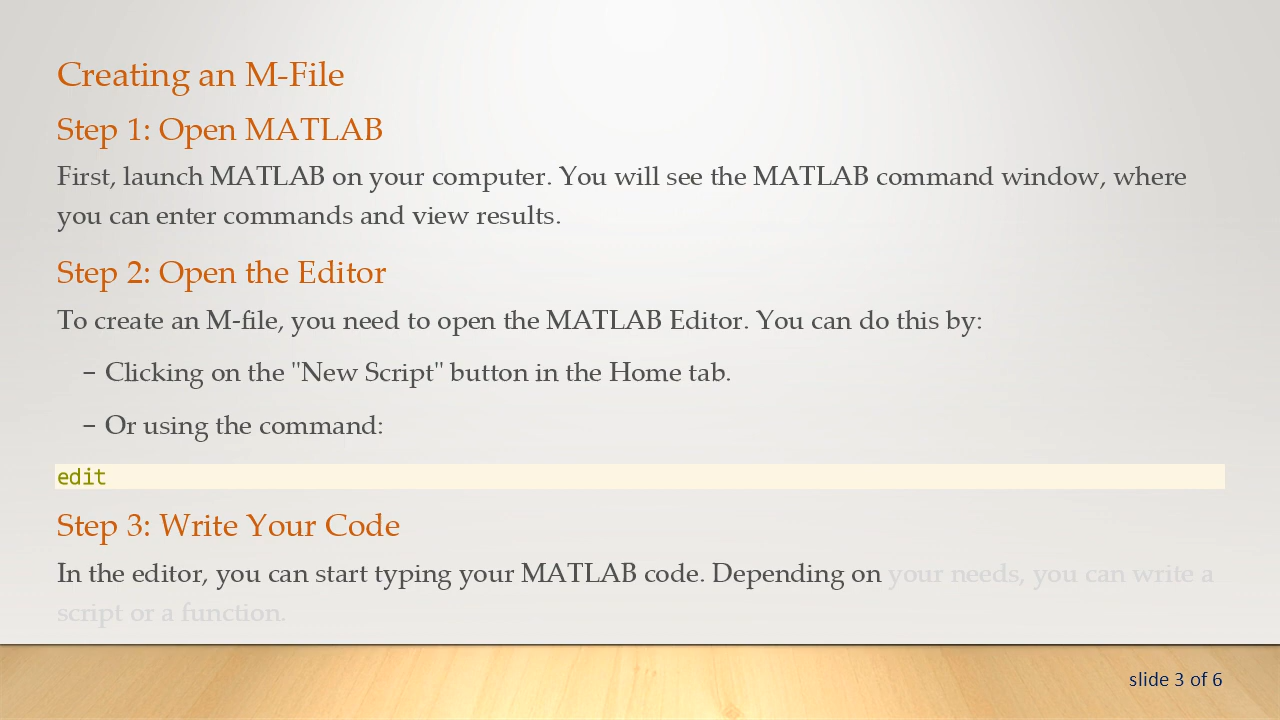 Creating an M-File
Step 1: Open MATLAB
First, launch MATLAB on your computer. You will see the MATLAB command window, where
you can enter commands and view results.
Step 2: Open the Editor
To create an M-file, you need to open the MATLAB Editor. You can do this by:
– Clicking on the "New Script" button in the Home tab.
– Or using the command:
edit
Step 3: Write Your Code
In the editor, you can start typing your MATLAB code. Depending on your needs, you can write a
script or a function.
slide 3 of 6